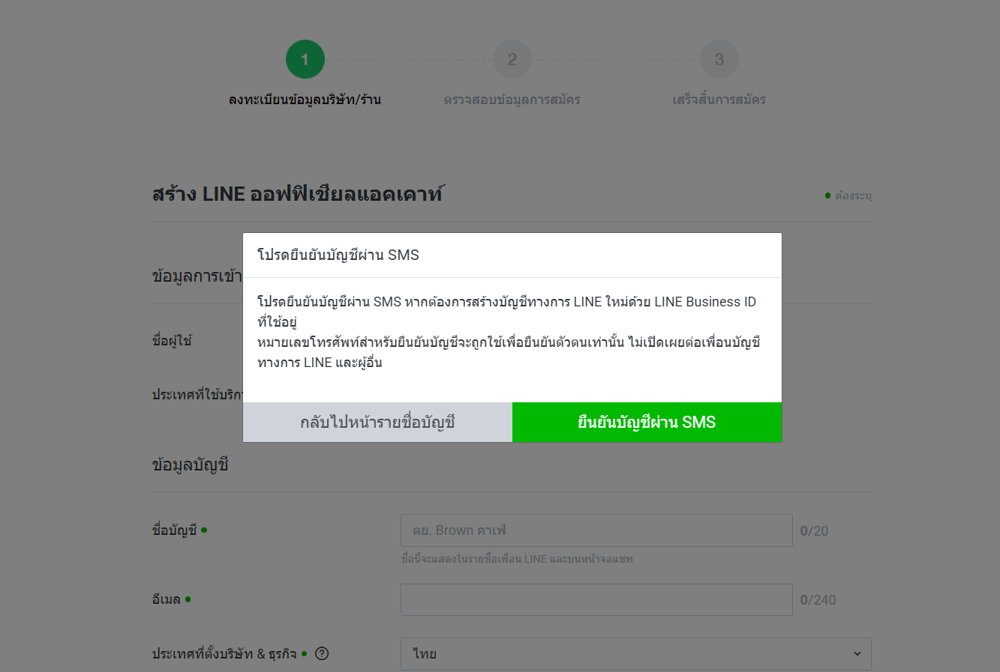 1
2
3
ลงทะเบียนข้อมูลบริษัท/ร้าน
ตรวจสอบข้อมูลการสมัคร
เสร็จสิ้นการสมัคร
สร้าง LINE ออฟฟิเชียลแอคเคาท์
ต้องระบุ
โปรดยืนยันบัญชีผ่าน SMS
ข้อมูลการเข้า
โปรดยืนยันบัญชีผ่าน SMS หากต้องการสร้างบัญชีทางการ LINE ใหม่ด้วย LINE Business ID
ที่ใช้อยู่
ชื่อผู้ใช้
หมายเลขโทรศัพท์สำหรับยืนยันบัญชีจะถูกใช้เพื่อยืนยันตัวตนเท่านั้น ไม่เปิดเผยต่อเพื่อนบัญชี
ทางการ LINE และผู้อื่น
ประเทศที่ใช้บริกา
กลับไปหน้ารายชื่อบัญชี
ยืนยันบัญชีผ่าน SMS
ข้อมูลบัญชี
ชื่อบัญชี
ตย. Brown คาเฟ่
0/20
ชื่อนี้จะแสดงในรายชื่อเพื่อน LINE และบนหน้าจอแชท
อีเมล
0/240
ประเทศที่ตั้งบริษัท & ธุรกิจ
?
ไทย